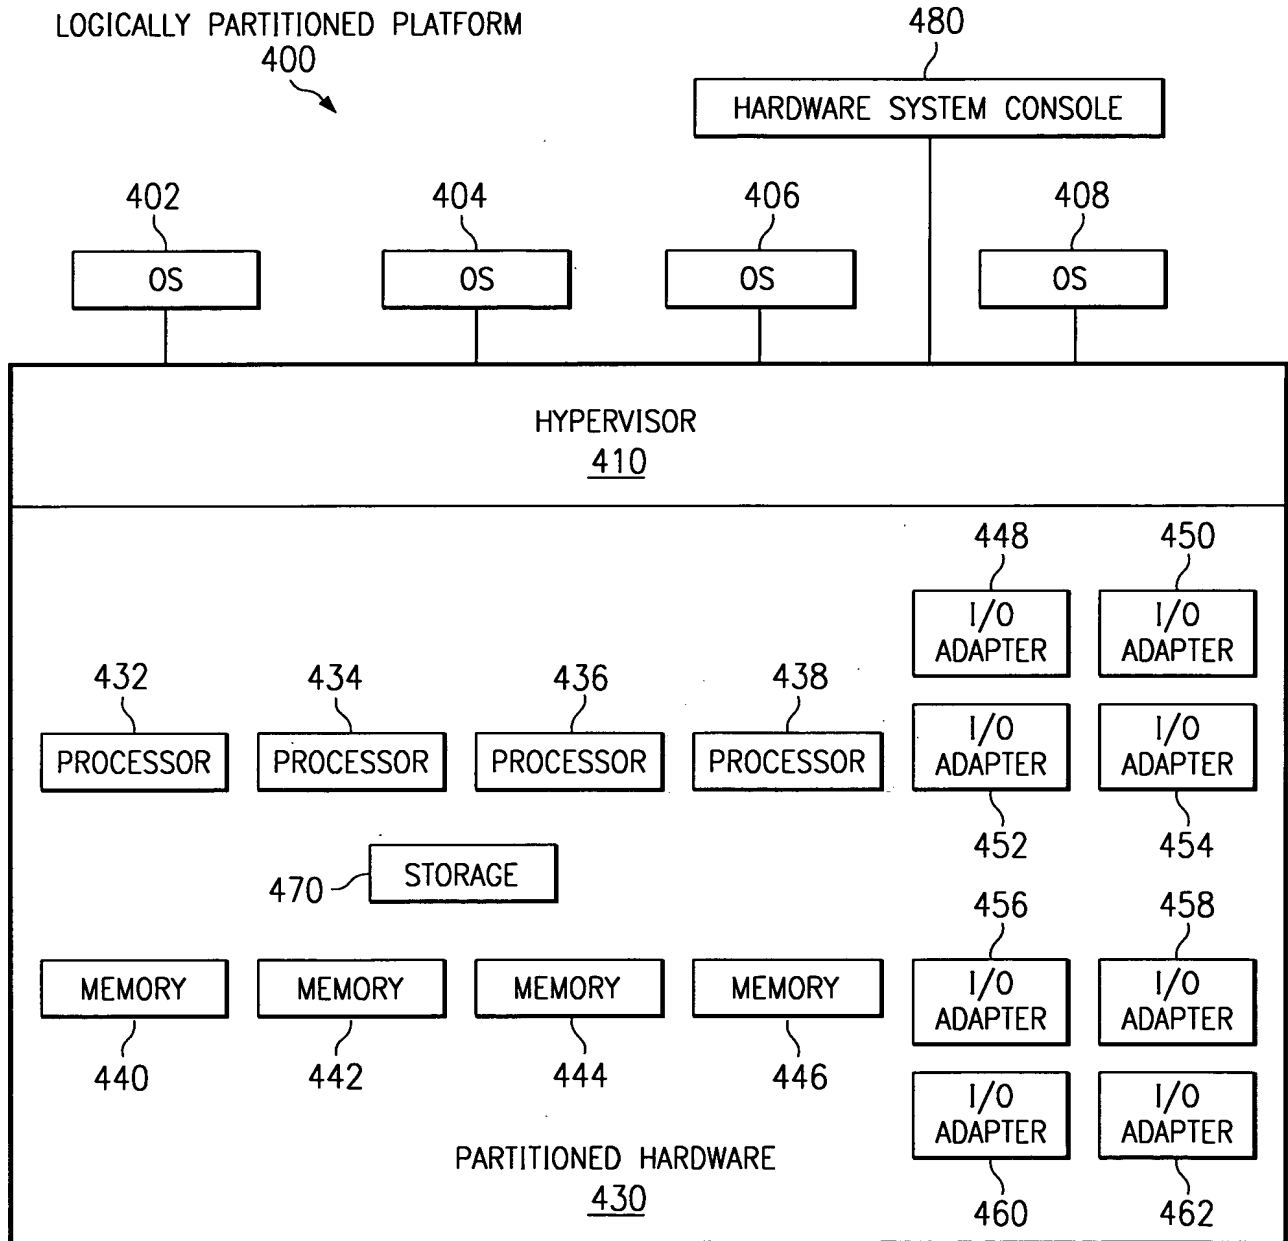 LOGICALLY PARTITIONED PLATFORM
400
480
HARDWARE SYSTEM CONSOLE
402
404
406
408
OS
OS
OS
OS
HYPERVISOR
410
448
450
I/O
ADAPTER
I/O
ADAPTER
432
434
436
438
PROCESSOR
PROCESSOR
PROCESSOR
PROCESSOR
I/O
ADAPTER
I/O
ADAPTER
452
454
470
STORAGE
456
458
MEMORY
MEMORY
MEMORY
MEMORY
I/O
ADAPTER
I/O
ADAPTER
440
442
444
446
I/O
ADAPTER
I/O
ADAPTER
PARTITIONED HARDWARE
430
460
462